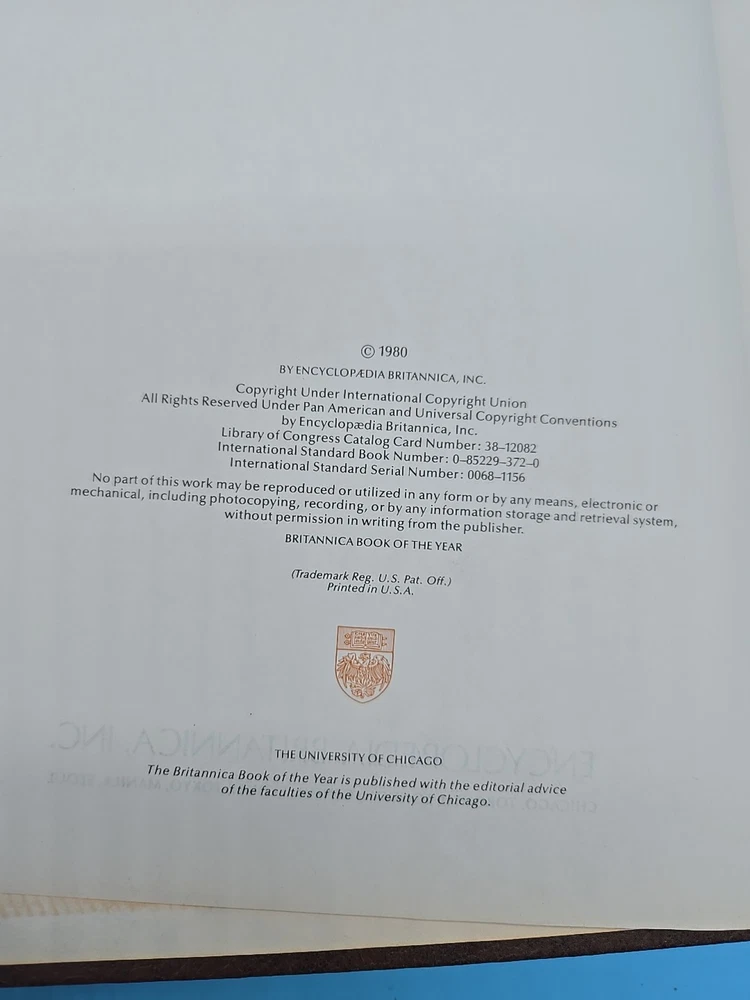 © 1980
BY ENCYCLOPÆDIA BRITANNICA, INC.
Copyright Under International Copyright Union
All Rights Reserved Under Pan American and Universal Copyright Conventions
by Encyclopædia Britannica, Inc.
Library of Congress Catalog Card Number: 38–12082
International Standard Book Number: 0–85229–372–0
International Standard Serial Number: 0068–1156
No part of this work may be reproduced or utilized in any form or by any means, electronic or
mechanical, including photocopying, recording, or by any information storage and retrieval system,
without permission in writing from the publisher.
BRITANNICA BOOK OF THE YEAR
(Trademark Reg. U.S. Pat. Off.)
Printed in U.S.A.
THE UNIVERSITY OF CHICAGO
The Britannica Book of the Year is published with the editorial advice
of the faculties of the University of Chicago.
ENCYCLOPÆDIA BRITANNICA, INC.